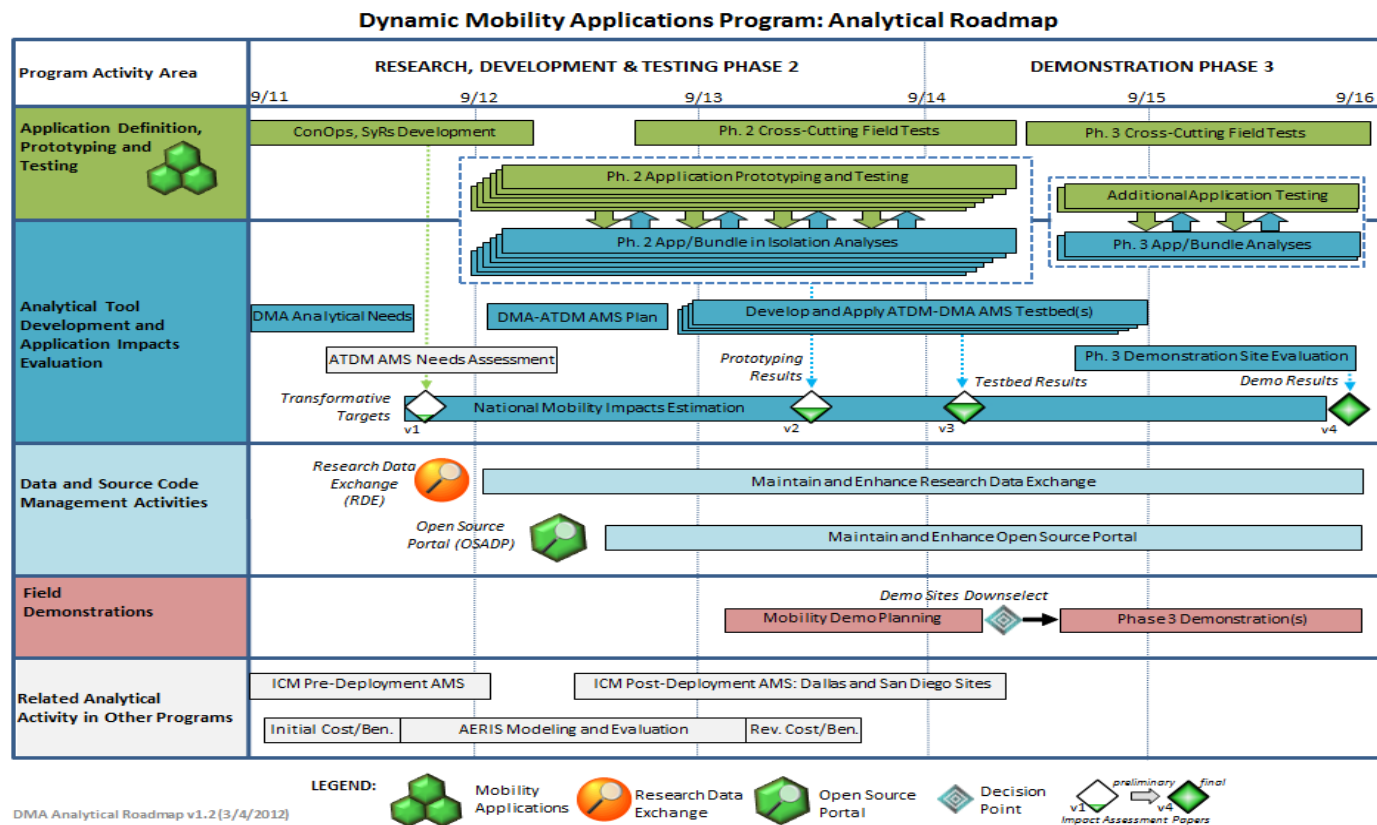 Dynamic Mobility Applications Program: Analytical Roadmap
Program Activity Area
RESEARCH, DEVELOPMENT & TESTING PHASE 2
DEMONSTRATION PHASE 3
9/11
9/12
9/13
9/14
9/15
9/16
Application Definition,
Prototyping and
Testing
ConOps, SyRs Development
Ph. 2 Cross-Cutting Field Tests
Ph. 3 Cross-Cutting Field Tests
Ph. 2 Application Prototyping and Testing
Additional Application Testing
Ph. 2 App/Bundle in Isolation Analyses
Ph. 3 App/Bundle Analyses
Analytical Tool
Development and
Application Impacts
Evaluation
DMA Analytical Needs
DMA-ATDM AMS Plan
Develop and Apply ATDM-DMA AMS Testbed(s)
ATDM AMS Needs Assessment
Prototyping
Results
Ph. 3 Demonstration Site Evaluation
Testbed Results
Demo Results
Transformative
Targets
National Mobility Impacts Estimation
v1
v2
v3
v4
Data and Source Code
Management Activities
Research Data
Exchange
(RDE)
Maintain and Enhance Research Data Exchange
Open Source
Portal (OSADP)
Maintain and Enhance Open Source Portal
Field
Demonstrations
Demo Sites Downselect
Mobility Demo Planning
Phase 3 Demonstration(s)
Related Analytical
Activity in Other Programs
ICM Pre-Deployment AMS
ICM Post-Deployment AMS: Dallas and San Diego Sites
Initial Cost/Ben.
AERIS Modeling and Evaluation
Rev. Cost/Ben.
LEGEND:
Mobility
Applications
Research Data
Exchange
Open Source
Portal
Decision
Point
preliminary
final
v1
v4
Impact Assessment Papers
DMA Analytical Roadmap v1.2 (3/4/2012)